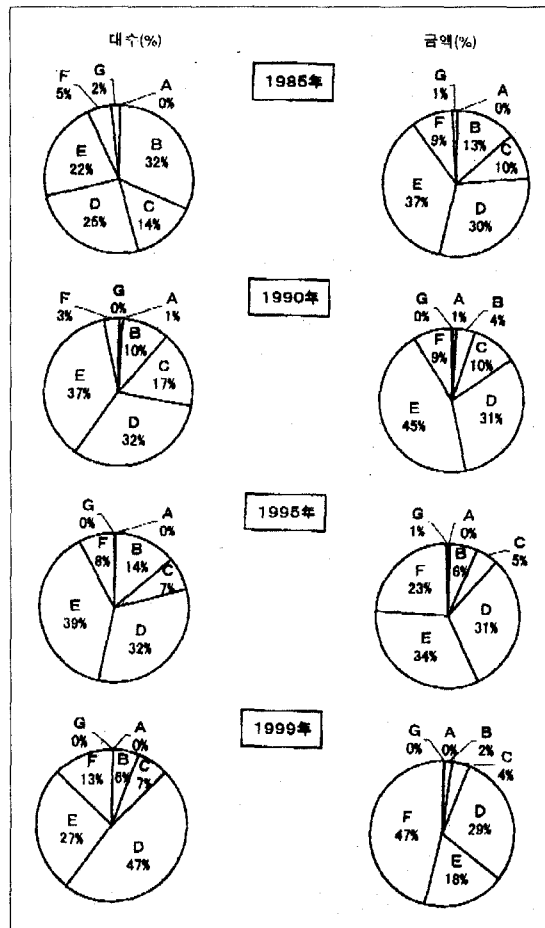 대수(%)
금액(%)
1985年
G
2%
A
0%
F
5%
B
32%
E
22%
D
25%
C
14%
G
1%
A
0%
F
9%
B
13%
C
10%
E
37%
D
30%
1990年
F
3%
G
0%
A
1%
B
10%
C
17%
E
37%
D
32%
G
0%
A
1%
B
4%
F
9%
C
10%
E
45%
D
31%
1995年
G
0%
A
0%
F
8%
B
14%
C
7%
E
39%
D
32%
G
1%
A
0%
B
6%
C
5%
F
23%
D
31%
E
34%
1999年
G
0%
A
0%
F
13%
B
6%
C
7%
E
27%
D
47%
G
0%
A
0%
B
2%
C
4%
F
47%
D
29%
E
18%